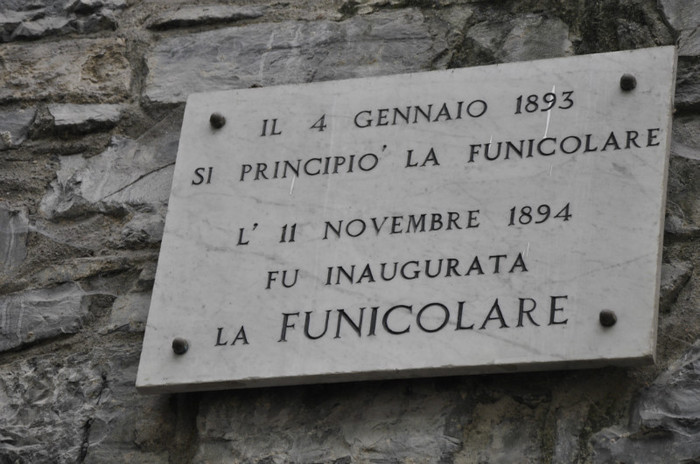 IL 4 GENNAIO 1893
SI PRINCIPIO' LA FUNICOLARE
L' 11 NOVEMBRE 1894
FU INAUGURATA
LA FUNICOLARE